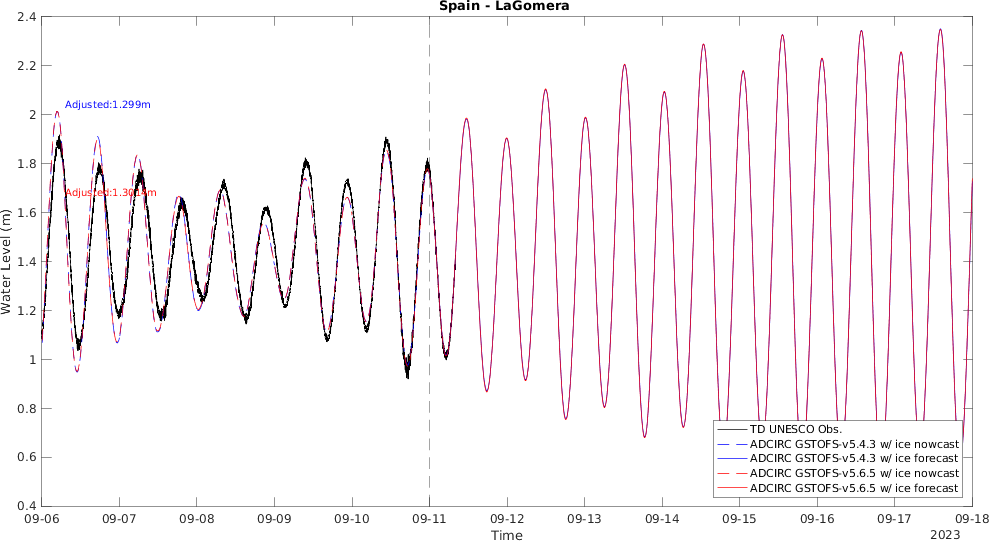 Spain - LaGomera
2.4
2.2
2
1.8
1.6
1.4
1.2
1
0.8
0.6
0.4
Water Level (m)
Adjusted:1.299m
TD UNESCO Obs.
ADCIRC GSTOFS-v5.4.3 w/ ice nowcast
ADCIRC GSTOFS-v5.4.3 w/ ice forecast
ADCIRC GSTOFS-v5.6.5 w/ ice nowcast
ADCIRC GSTOFS-v5.6.5 w/ ice forecast
09-06 09-07 09-08 09-09 09-10 09-11 09-12 09-13 09-14 09-15 09-16 09-17 09-18
Time
2023